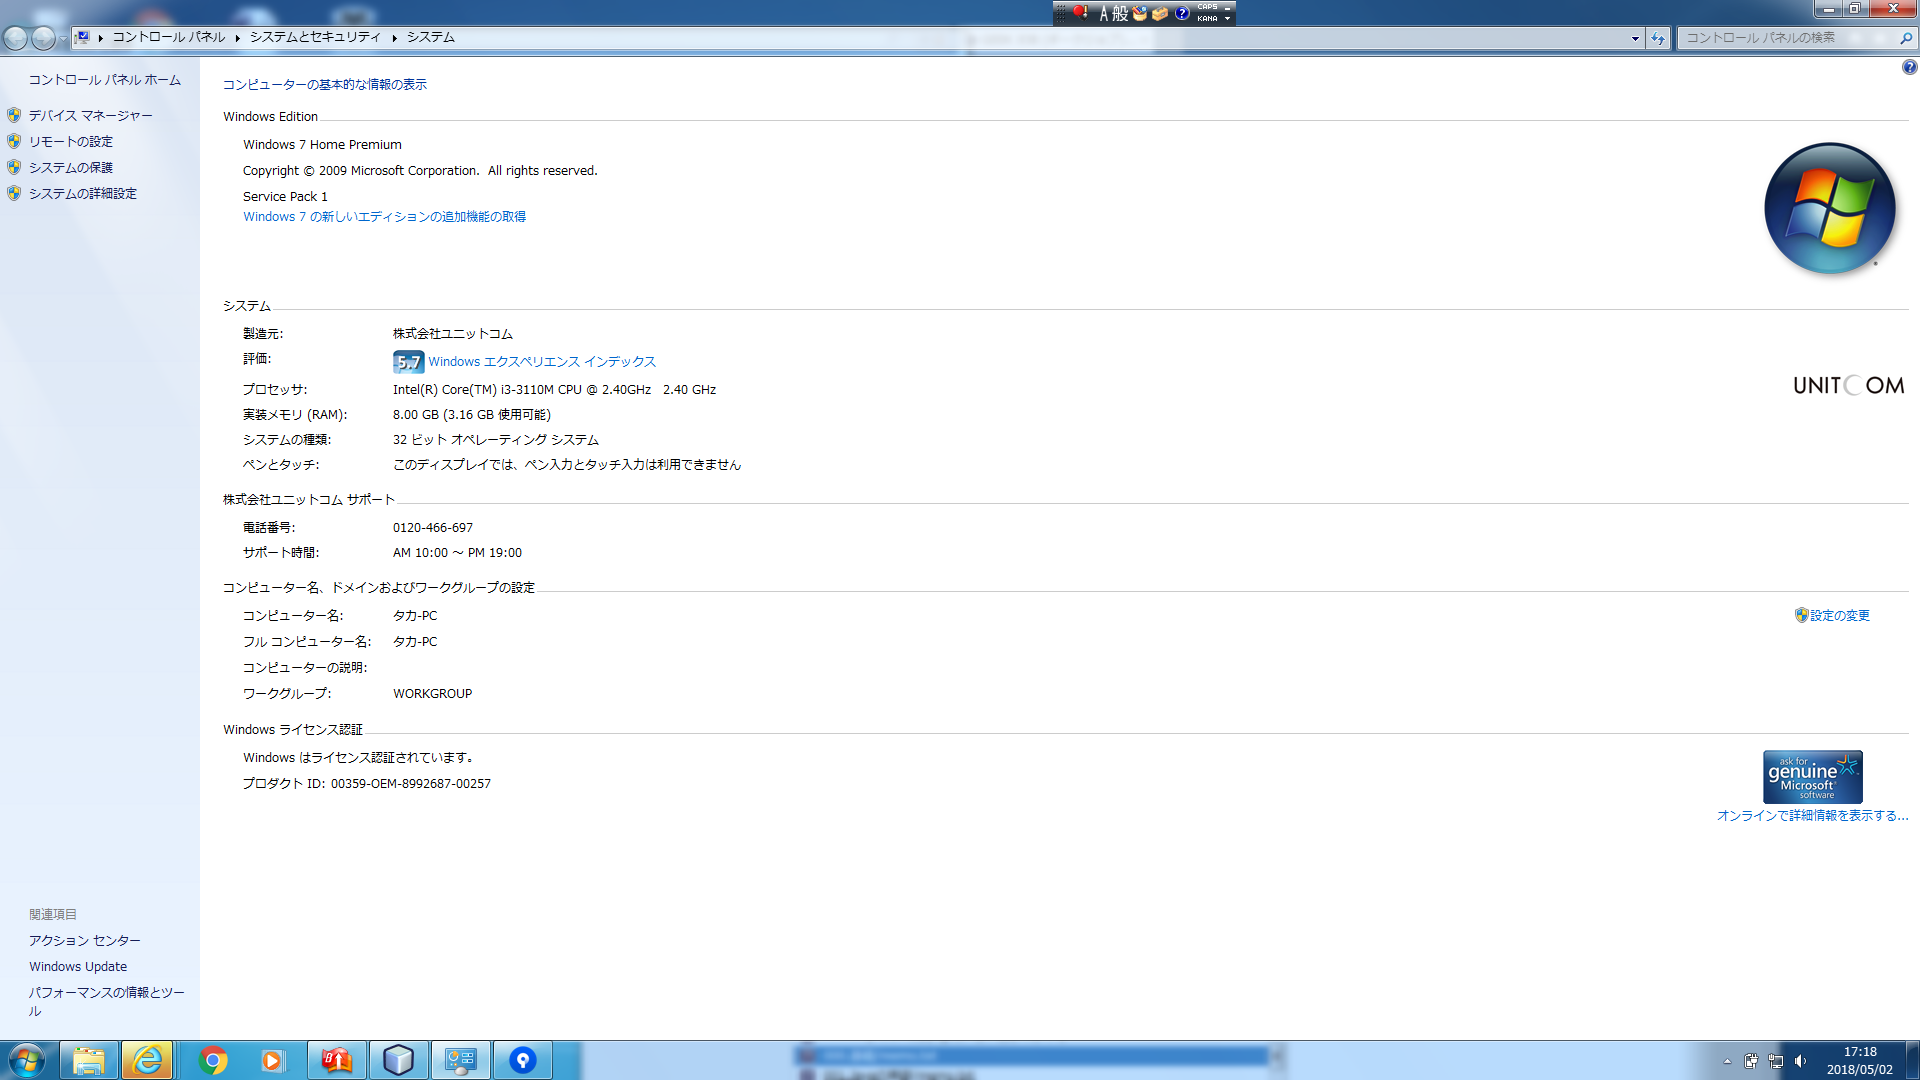 A 般 CAPS
KANA
コントロール パネル システムとセキュリティ システム
コントロール パネルの検索
コントロール パネル ホーム
デバイス マネージャー
リモートの設定
システムの保護
システムの詳細設定
コンピューターの基本的な情報の表示
Windows Edition
Windows 7 Home Premium
Copyright © 2009 Microsoft Corporation.  All rights reserved.
Service Pack 1
Windows 7 の新しいエディションの追加機能の取得
システム
製造元: 株式会社ユニットコム
評価: 5.7 Windows エクスペリエンス インデックス
プロセッサ: Intel(R) Core(TM) i3-3110M CPU @ 2.40GHz   2.40 GHz
実装メモリ (RAM): 8.00 GB (3.16 GB 使用可能)
システムの種類: 32 ビット オペレーティング システム
ペンとタッチ: このディスプレイでは、ペン入力とタッチ入力は利用できません
UNITCOM
株式会社ユニットコム サポート
電話番号: 0120-466-697
サポート時間: AM 10:00 ～ PM 19:00
コンピューター名、ドメインおよびワークグループの設定
コンピューター名: タカ-PC
設定の変更
フル コンピューター名: タカ-PC
コンピューターの説明:
ワークグループ: WORKGROUP
Windows ライセンス認証
Windows はライセンス認証されています。
プロダクト ID: 00359-OEM-8992687-00257
ask for
genuine
Microsoft
software
オンラインで詳細情報を表示する...
関連項目
アクション センター
Windows Update
パフォーマンスの情報とツー
ル
17:18
2018/05/02